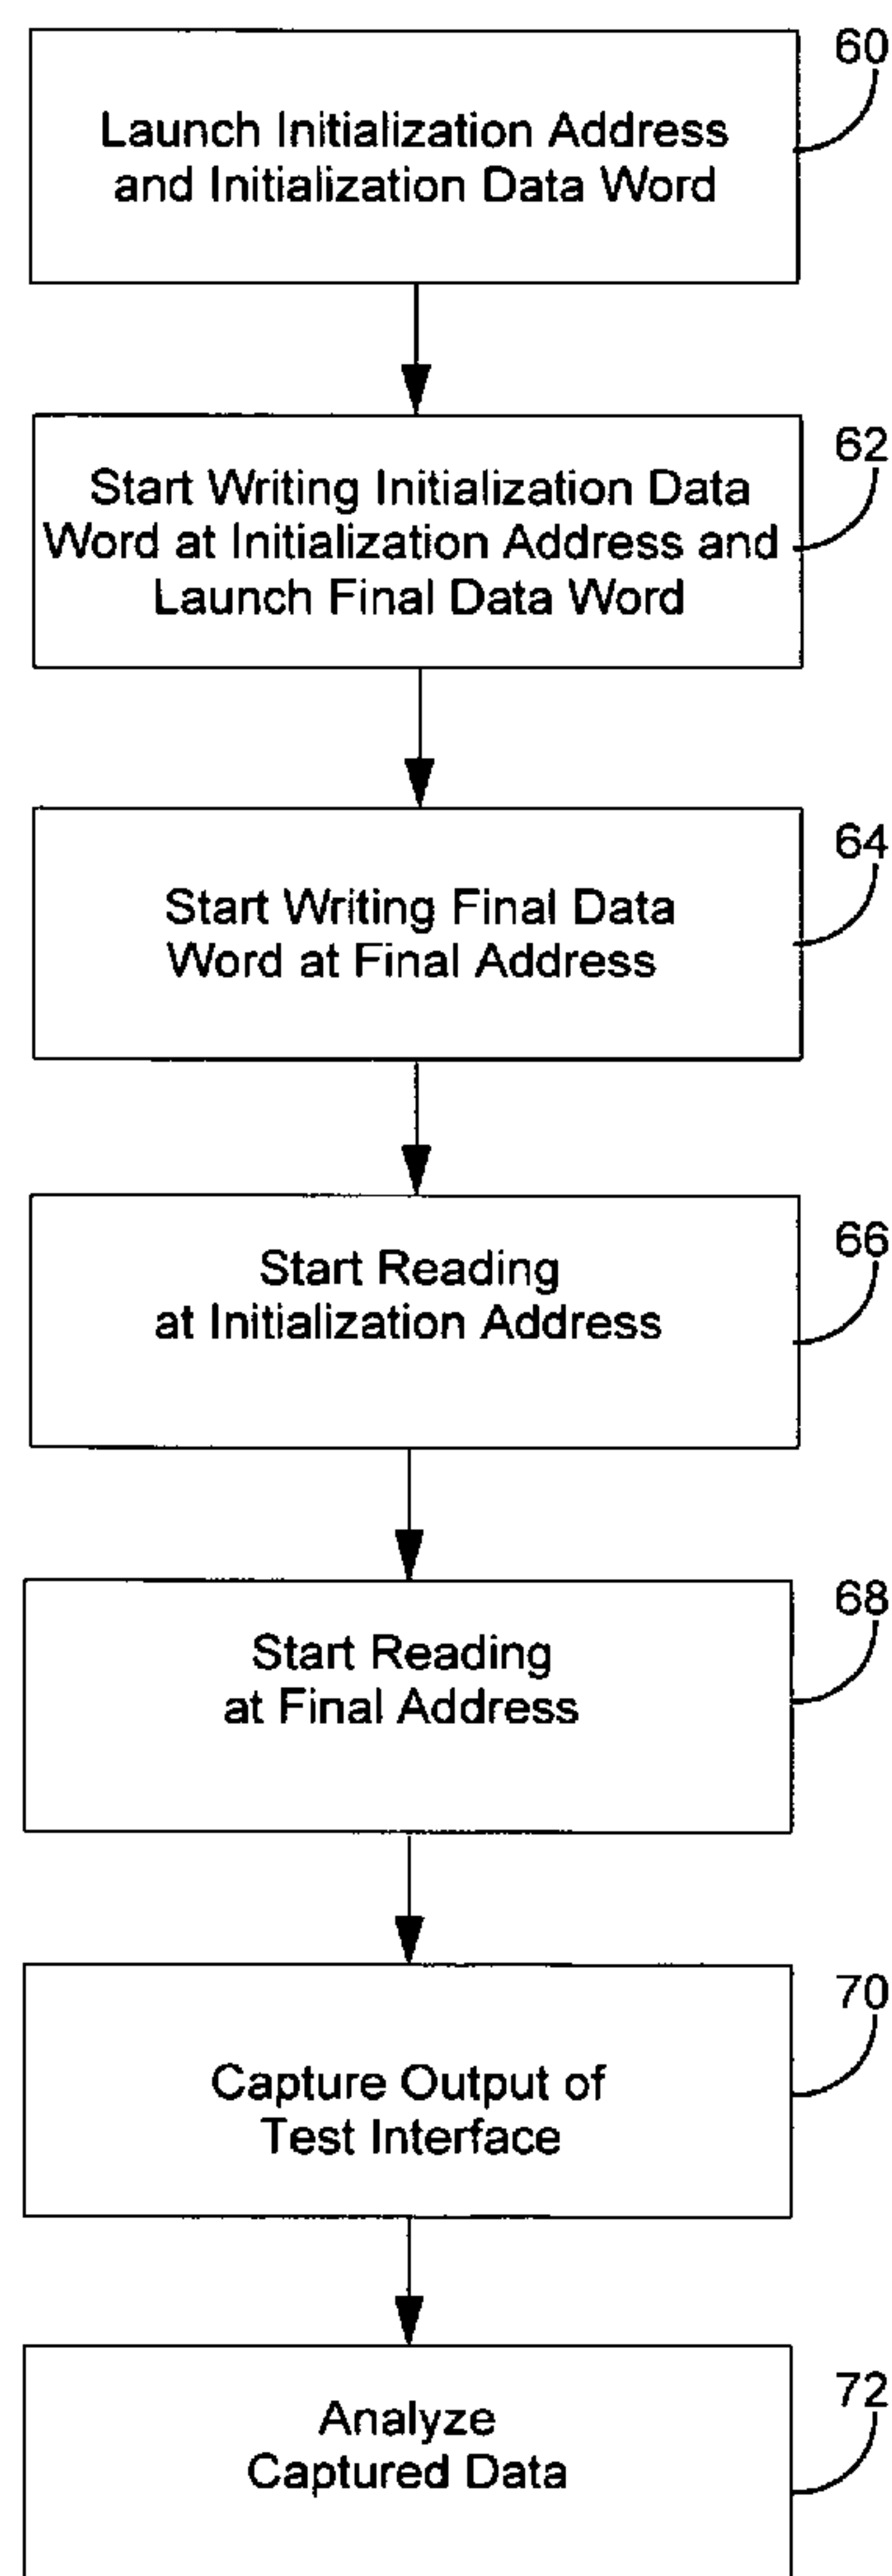 60
Launch Initialization Address
and Initialization Data Word
62
Start Writing Initialization Data
Word at Initialization Address and
Launch Final Data Word
64
Start Writing Final Data
Word at Final Address
66
Start Reading
at Initialization Address
68
Start Reading
at Final Address
70
Capture Output of
Test Interface
72
Analyze
Captured Data